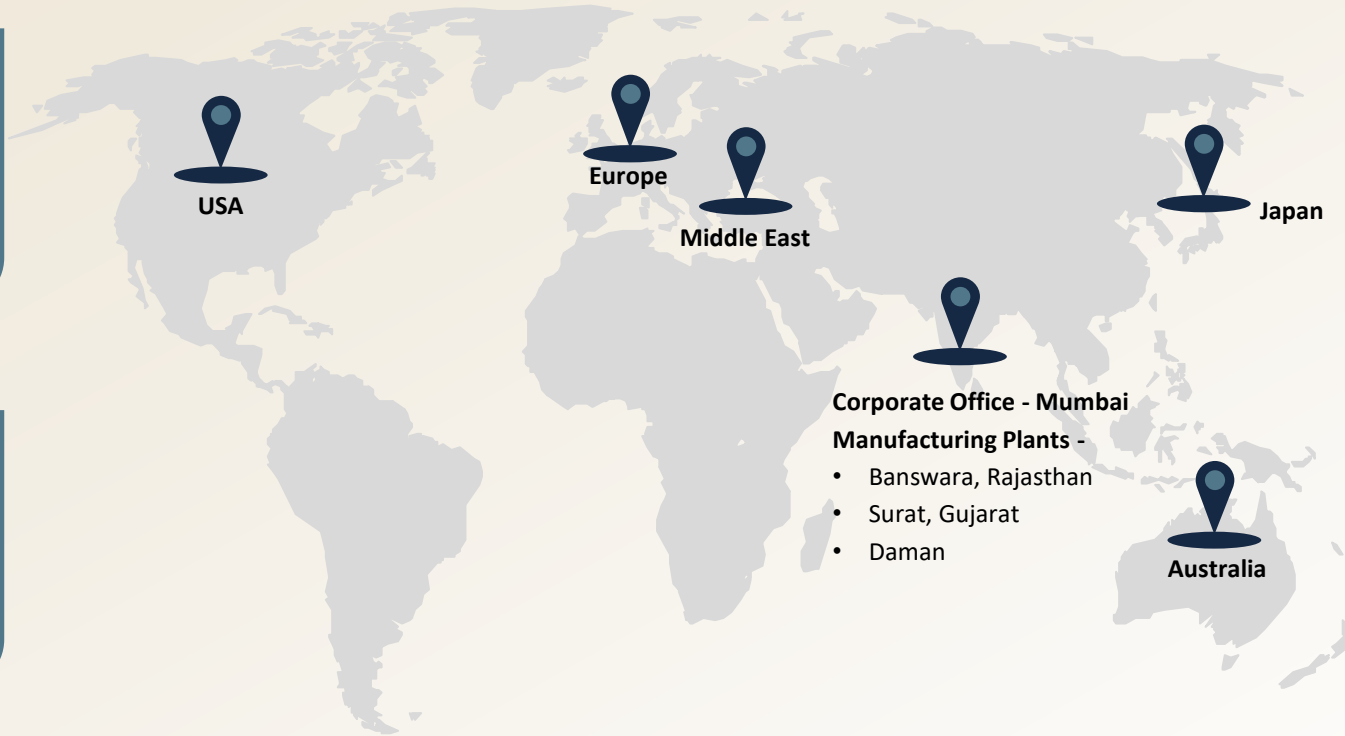 USA
Europe
Middle East
Japan
Corporate Office - Mumbai
Manufacturing Plants -
• Banswara, Rajasthan
• Surat, Gujarat
• Daman
Australia